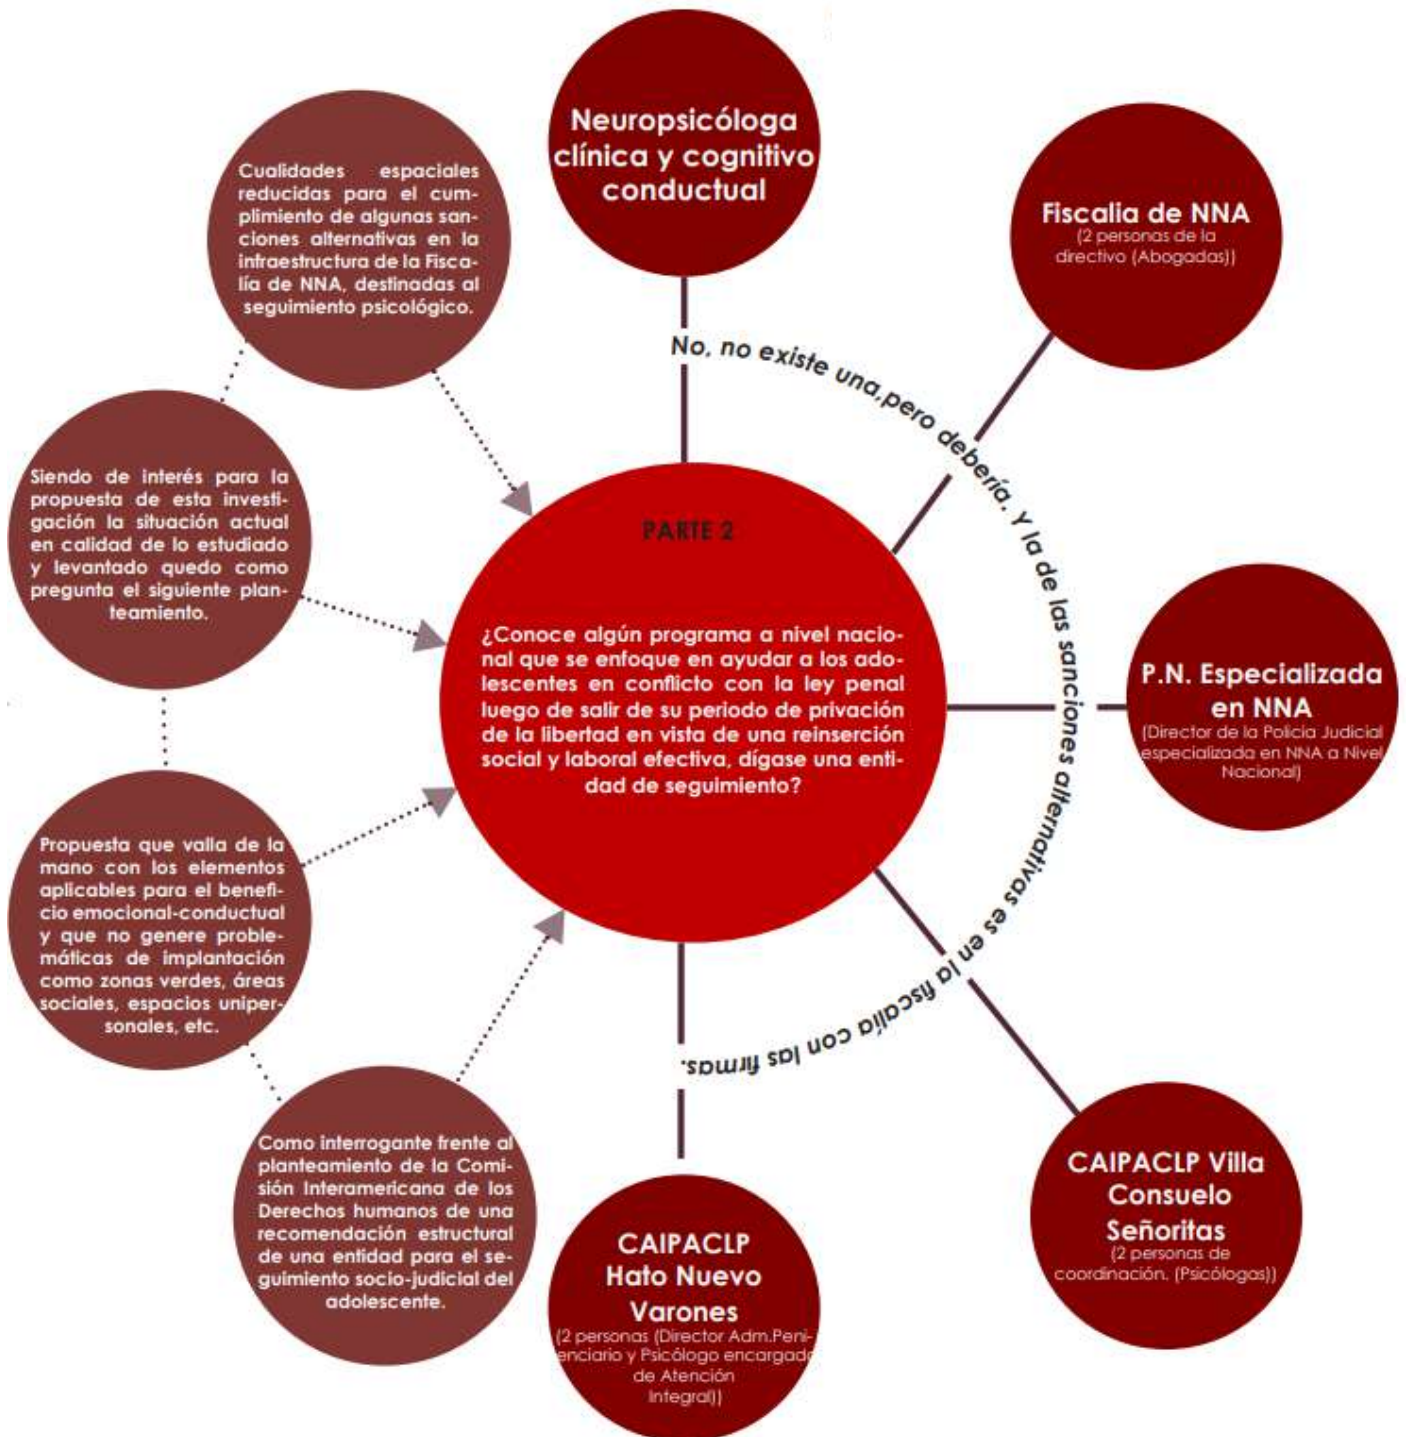 Neuropsicóloga
clínica y cognitivo
conductual
Fiscalia de NNA
(2 personas de la
directivo (Abogadas))
Cualidades espaciales
reducidas para el cum-
plimiento de algunas san-
ciones alternativas en la
infraestructura de la Fisca-
lía de NNA, destinadas al
seguimiento psicológico.
No, no existe una,pero debería. Y la de las sanciones alternativas es en la fiscalía con las firmas.
Siendo de interés para la
propuesta de esta investi-
gación la situación actual
en calidad de lo estudiado
y levantado quedo como
pregunta el siguiente plan-
teamiento.
PARTE 2
¿Conoce algún programa a nivel nacio-
nal que se enfoque en ayudar a los ado-
lescentes en conflicto con la ley penal
luego de salir de su periodo de privación
de la libertad en vista de una reinserción
social y laboral efectiva, dígase una enti-
dad de seguimiento?
P.N. Especializada
en NNA
(Director de la Policia Judicial
especializada en NNA a Nivel
Nacional)
Propuesta que valla de la
mano con los elementos
aplicables para el benefi-
cio emocional-conductual
y que no genere proble-
máticas de implantación
como zonas verdes, áreas
sociales, espacios uniper-
sonales, etc.
Como interrogante frente al
planteamiento de la Comi-
sión Interamericana de los
Derechos humanos de una
recomendación estructural
de una entidad para el se-
guimiento socio-judicial del
adolescente.
CAIPACLP Villa
Consuelo
Señoritas
(2 personas de
coordinación. (Psicólogas))
CAIPACLP
Hato Nuevo
Varones
(2 personas (Director Adm.Peni-
enciario y Psicólogo encargado
de Atención
Integral))